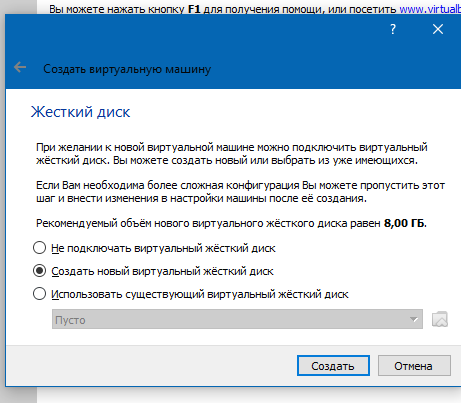 Вы можете нажать кнопку F1 для получения помощи, или посетить www.virtualb
?
Создать виртуальную машину
Жесткий диск
При желании к новой виртуальной машине можно подключить виртуальный
жёсткий диск. Вы можете создать новый или выбрать из уже имеющихся.
Если Вам необходима более сложная конфигурация Вы можете пропустить этот
шаг и внести изменения в настройки машины после её создания.
Рекомендуемый объём нового виртуального жёсткого диска равен 8,00 ГБ.
Не подключать виртуальный жёсткий диск
Создать новый виртуальный жёсткий диск
Использовать существующий виртуальный жёсткий диск
Пусто
Создать
Отмена